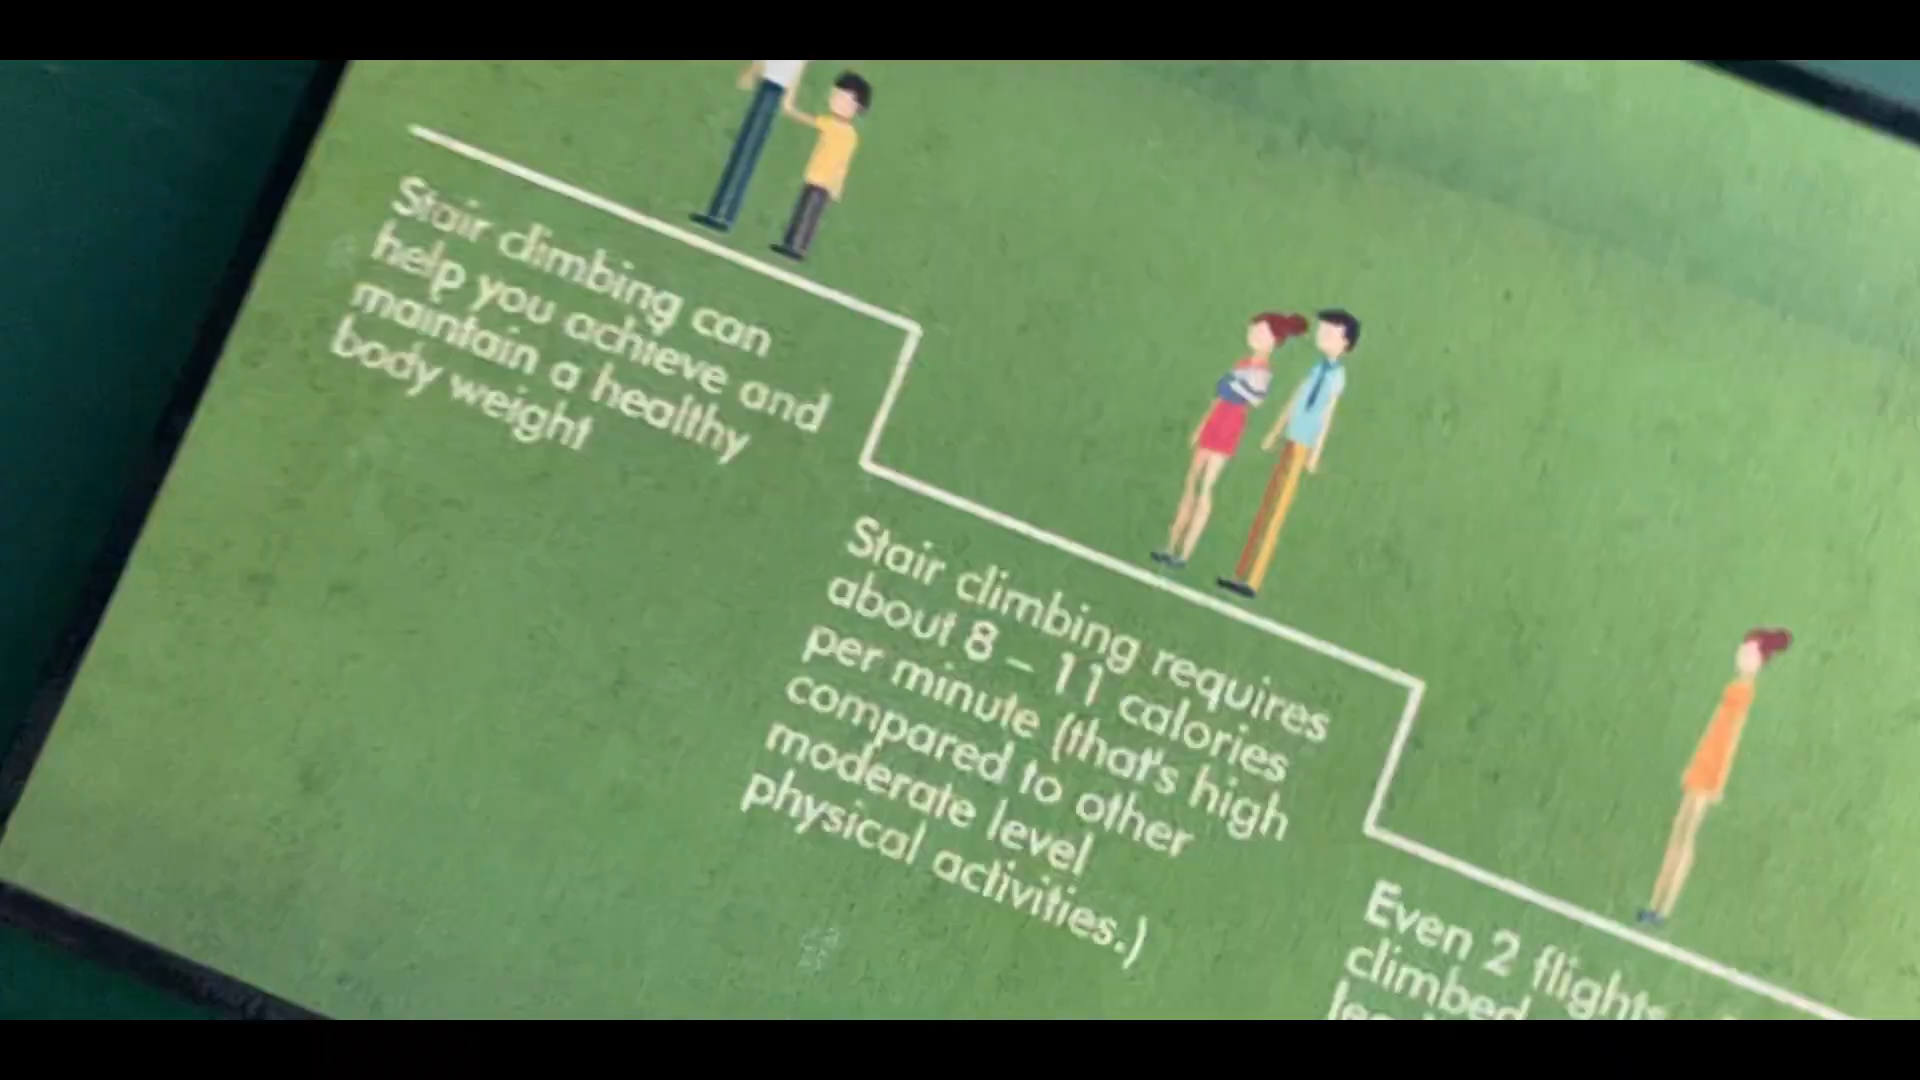 Stair climbing can
help you achieve and
maintain a healthy
body weight
Stair climbing requires
about 8 – 11 calories
per minute (that's high
compared to other
moderate level
physical activities.)
Even 2 flights
climbed